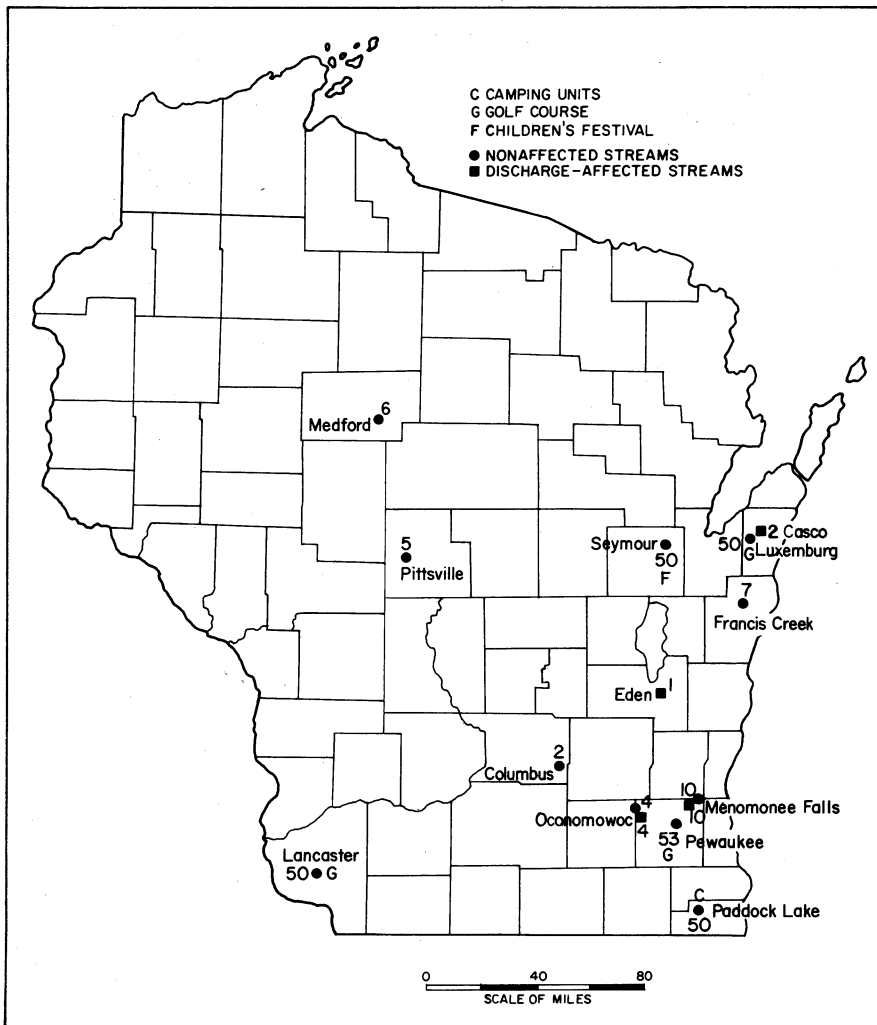 C CAMPING UNITS
G GOLF COURSE
F CHILDREN'S FESTIVAL
● NONAFFECTED STREAMS
■ DISCHARGE-AFFECTED STREAMS
6
Medford
5
Pittsville
Seymour
50
F
50
G
2 Casco
Luxemburg
7
Francis Creek
Eden
1
2
Columbus
4
Oconomowoc
4
10
Menomonee Falls
10
53
G
Pewaukee
Lancaster
50 G
C
Paddock Lake
50
0 40 80
SCALE OF MILES